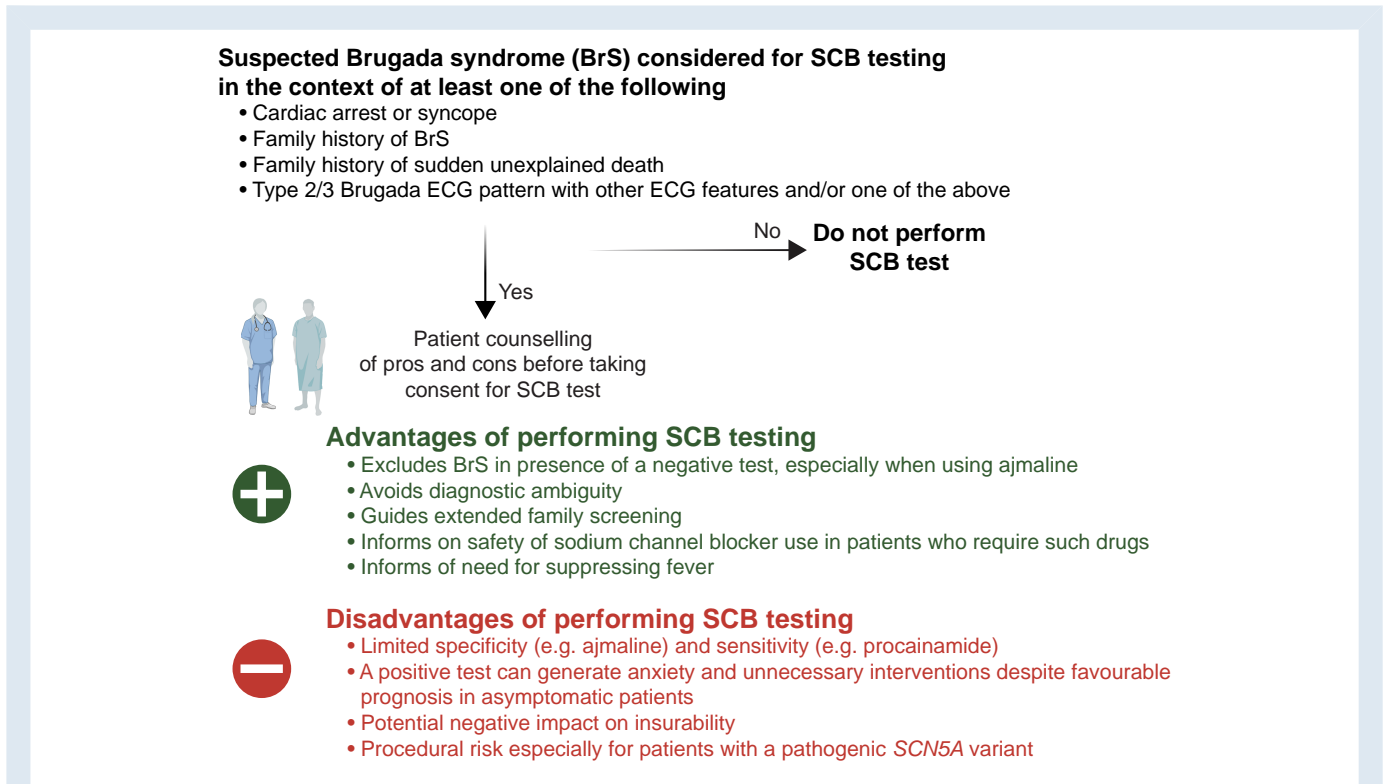 Suspected Brugada syndrome (BrS) considered for SCB testing
in the context of at least one of the following
• Cardiac arrest or syncope
• Family history of BrS
• Family history of sudden unexplained death
• Type 2/3 Brugada ECG pattern with other ECG features and/or one of the above
No
Do not perform
SCB test
Yes
Patient counselling
of pros and cons before taking
consent for SCB test
Advantages of performing SCB testing
• Excludes BrS in presence of a negative test, especially when using ajmaline
• Avoids diagnostic ambiguity
• Guides extended family screening
• Informs on safety of sodium channel blocker use in patients who require such drugs
• Informs of need for suppressing fever
Disadvantages of performing SCB testing
• Limited specificity (e.g. ajmaline) and sensitivity (e.g. procainamide)
• A positive test can generate anxiety and unnecessary interventions despite favourable
prognosis in asymptomatic patients
• Potential negative impact on insurability
• Procedural risk especially for patients with a pathogenic SCN5A variant